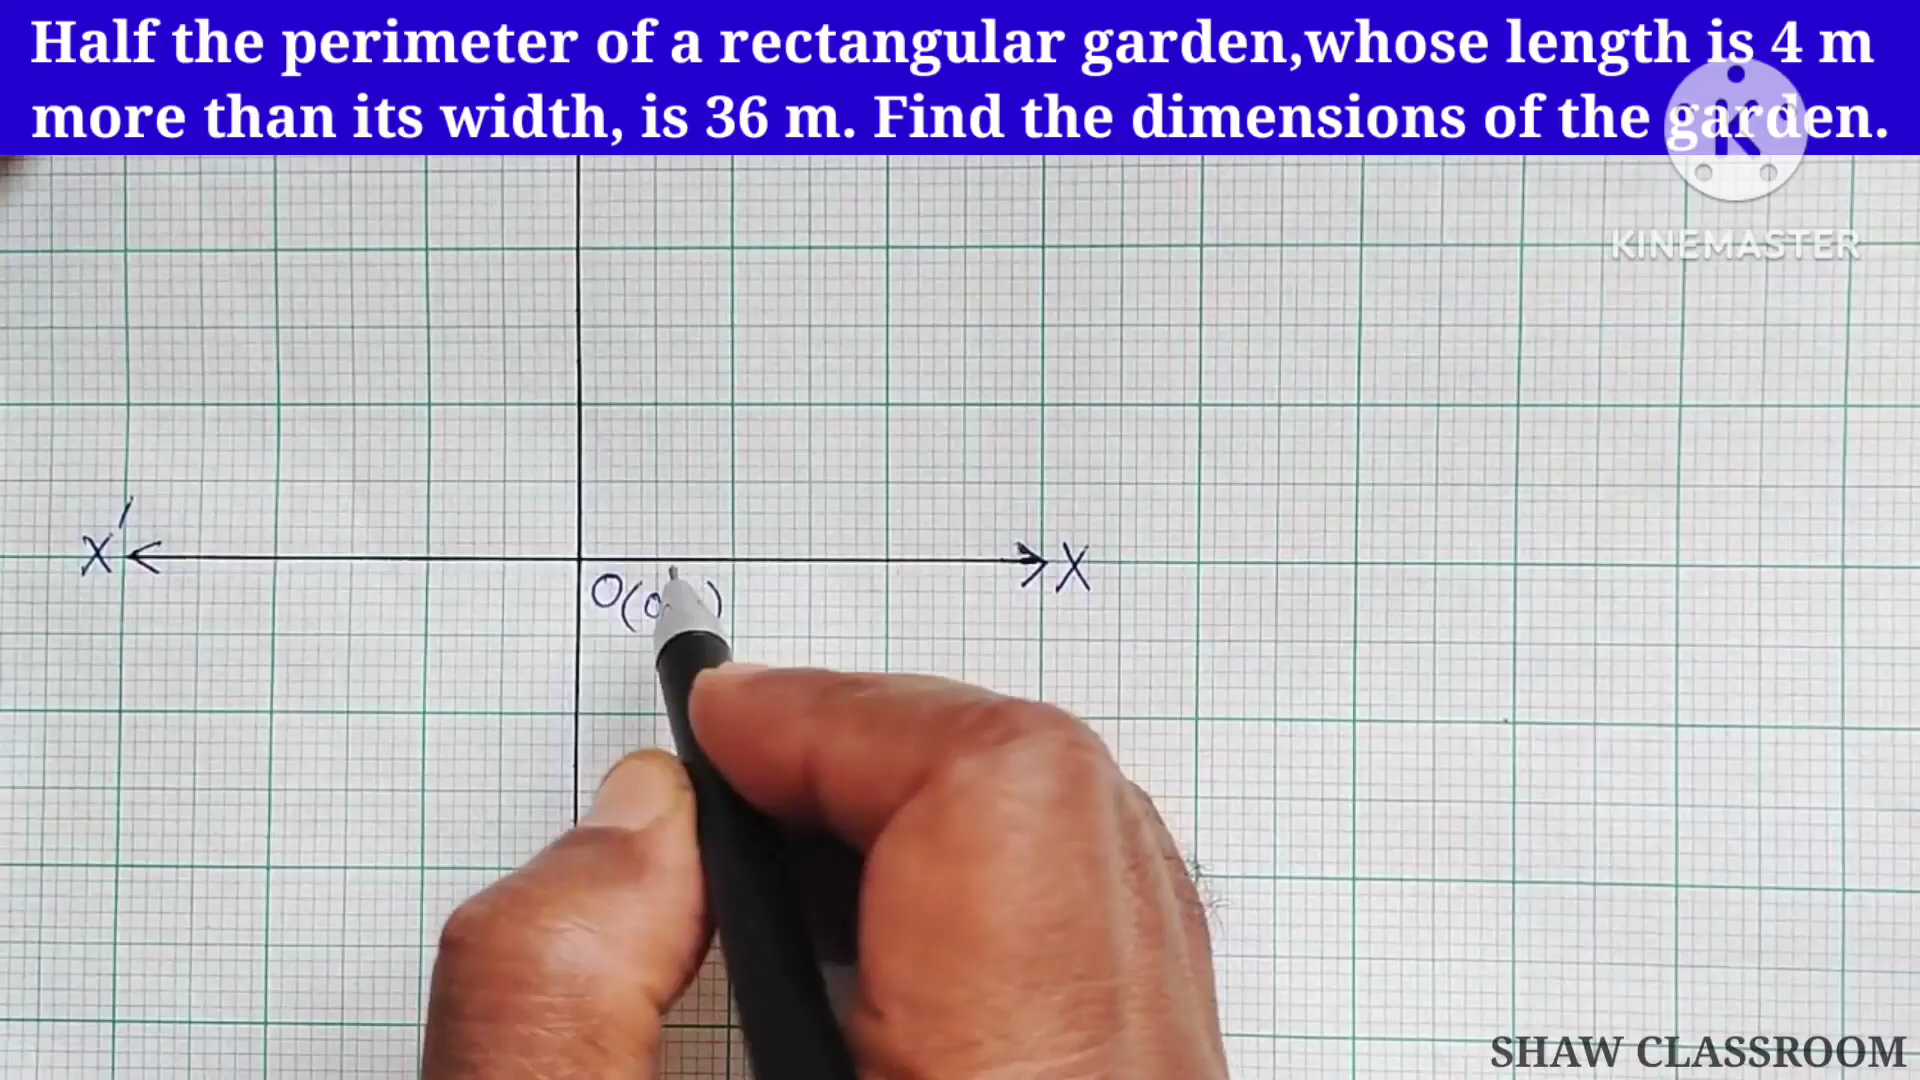 Half the perimeter of a rectangular garden,whose length is 4 m
more than its width, is 36 m. Find the dimensions of the garden.
KINEMASTER
X'
X
SHAW CLASSROOM